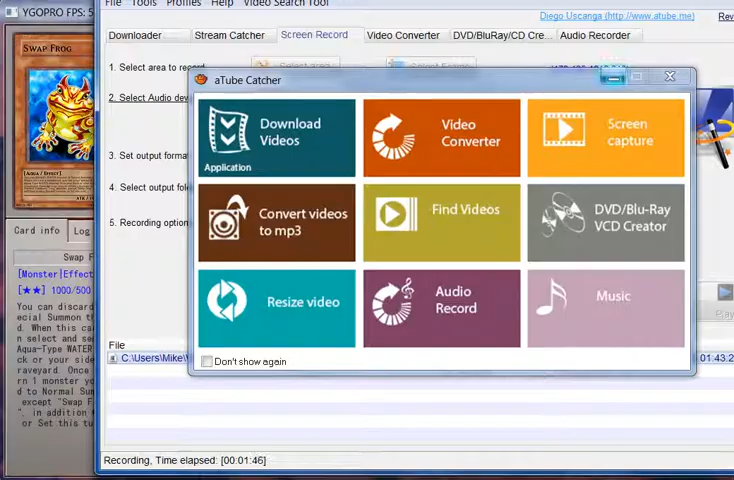 YGOPRO FPS: 5
File Tools Profiles Help Video Search Tool
Diego Uscanga (http://www.atube.me)
Rev
Downloader Stream Catcher Screen Record Video Converter DVD/BluRay/CD Cre... Audio Recorder
SWAP FROG
1. Select area to record
2. Select Audio dev
3. Set output format
4. Select output fol
5. Recording option
aTube Catcher
Download Videos
Application
Video Converter
Screen capture
Convert videos to mp3
Find Videos
DVD/Blu-Ray VCD Creator
Resize video
Audio Record
Music
Don't show again
[AQUA / EFFECT]
Card info Log
Swap F
[Monster|Effect
[★★] 1000/500
You can discard
ecial Summon th
d. When this ca
n select and se
Aqua-Type WATER
ck or your side
raveyard. Once
rn 1 monster yo
d to Normal Sum
except "Swap F
". in addition t
or Set this tu
Play
File
C:\Users\Mike\
01:43.2
Recording, Time elapsed: [00:01:46]